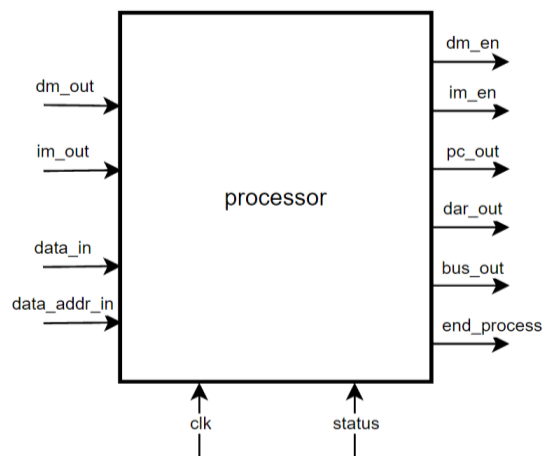 dm_en
dm_out
im_en
im_out
pc_out
processor
dar_out
data_in
bus_out
data_addr_in
end_process
clk
status